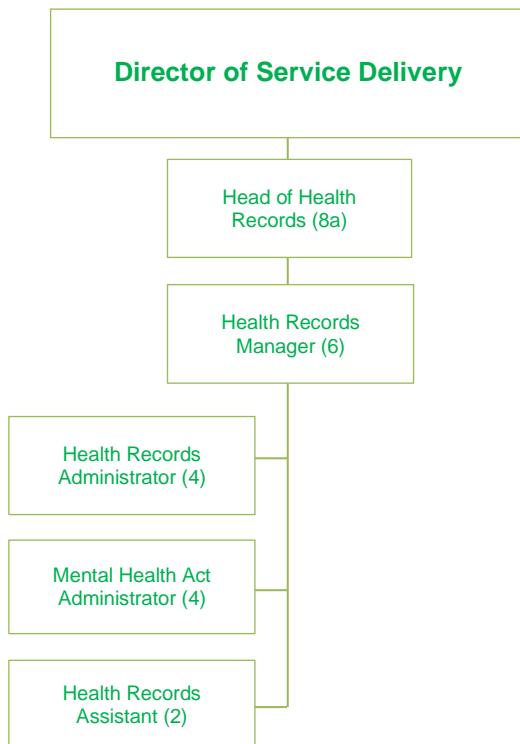 Director of Service Delivery
Head of Health
Records (8a)
Health Records
Manager (6)
Health Records
Administrator (4)
Mental Health Act
Administrator (4)
Health Records
Assistant (2)